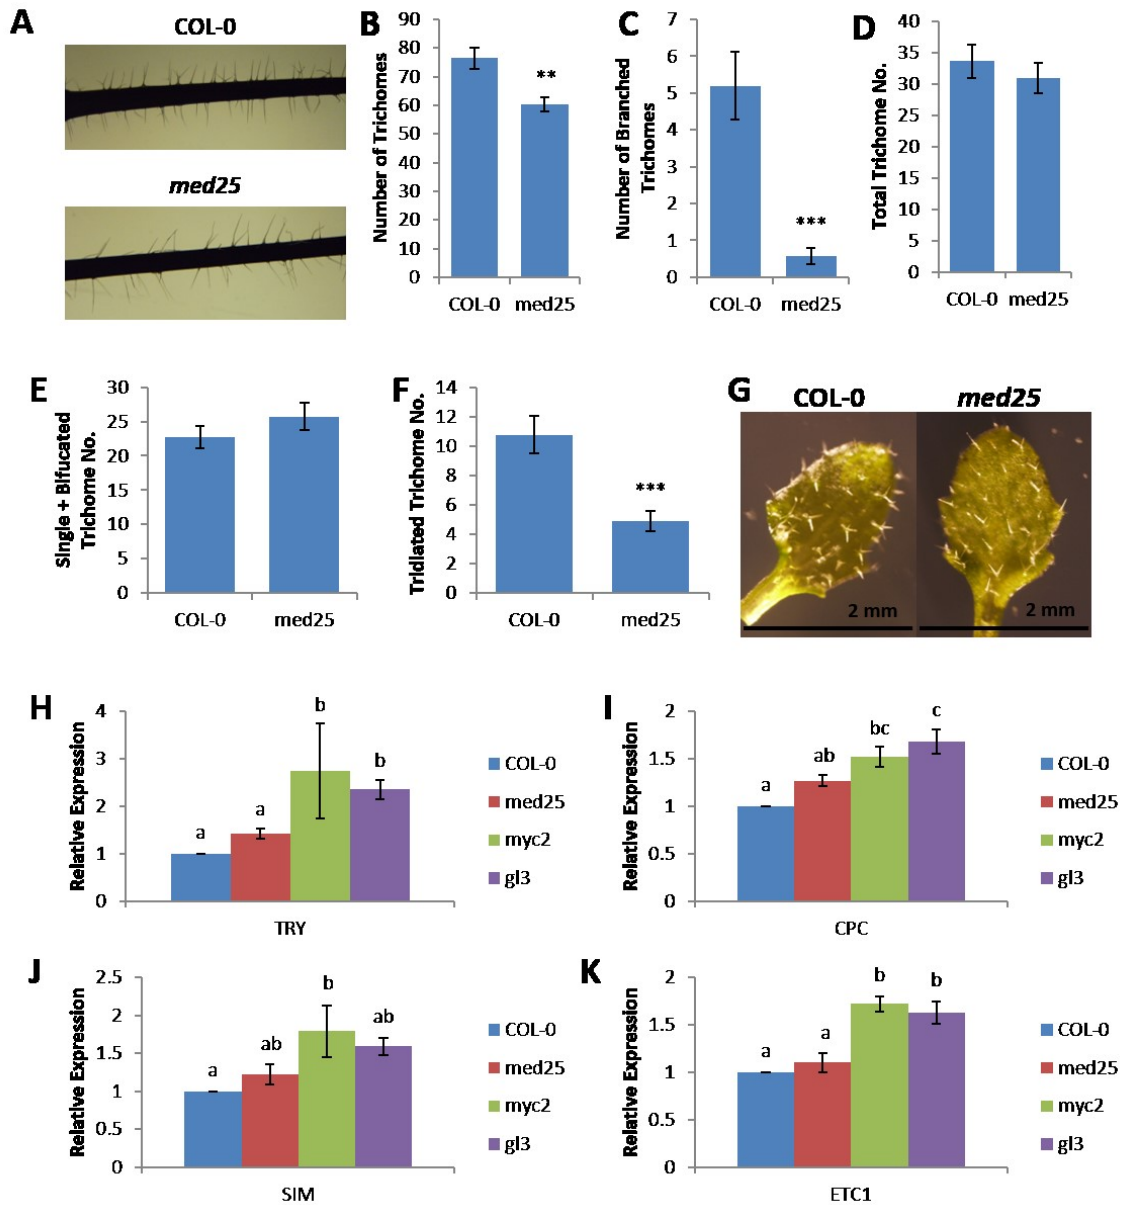 A
COL-0
med25
B
Number of Trichomes
90
80
70
60
50
40
30
20
10
0
**
COL-0 med25
C
Number of Branched
Trichomes
7
6
5
4
3
2
1
0
***
COL-0 med25
D
Total Trichome No.
40
35
30
25
20
15
10
5
0
COL-0 med25
E
Single + Bifucated
Trichome No.
30
25
20
15
10
5
0
COL-0 med25
F
Tridiated Trichome No.
14
12
10
8
6
4
2
0
***
COL-0 med25
G
COL-0 med25
2 mm 2 mm
H
Relative Expression
4
3
2
1
0
a a b b
TRY
COL-0
med25
myc2
gl3
I
Relative Expression
2
1.5
1
0.5
0
a ab bc c
CPC
COL-0
med25
myc2
gl3
J
Relative Expression
2.5
2
1.5
1
0.5
0
a ab b ab
SIM
COL-0
med25
myc2
gl3
K
Relative Expression
2
1.5
1
0.5
0
a a b b
ETC1
COL-0
med25
myc2
gl3